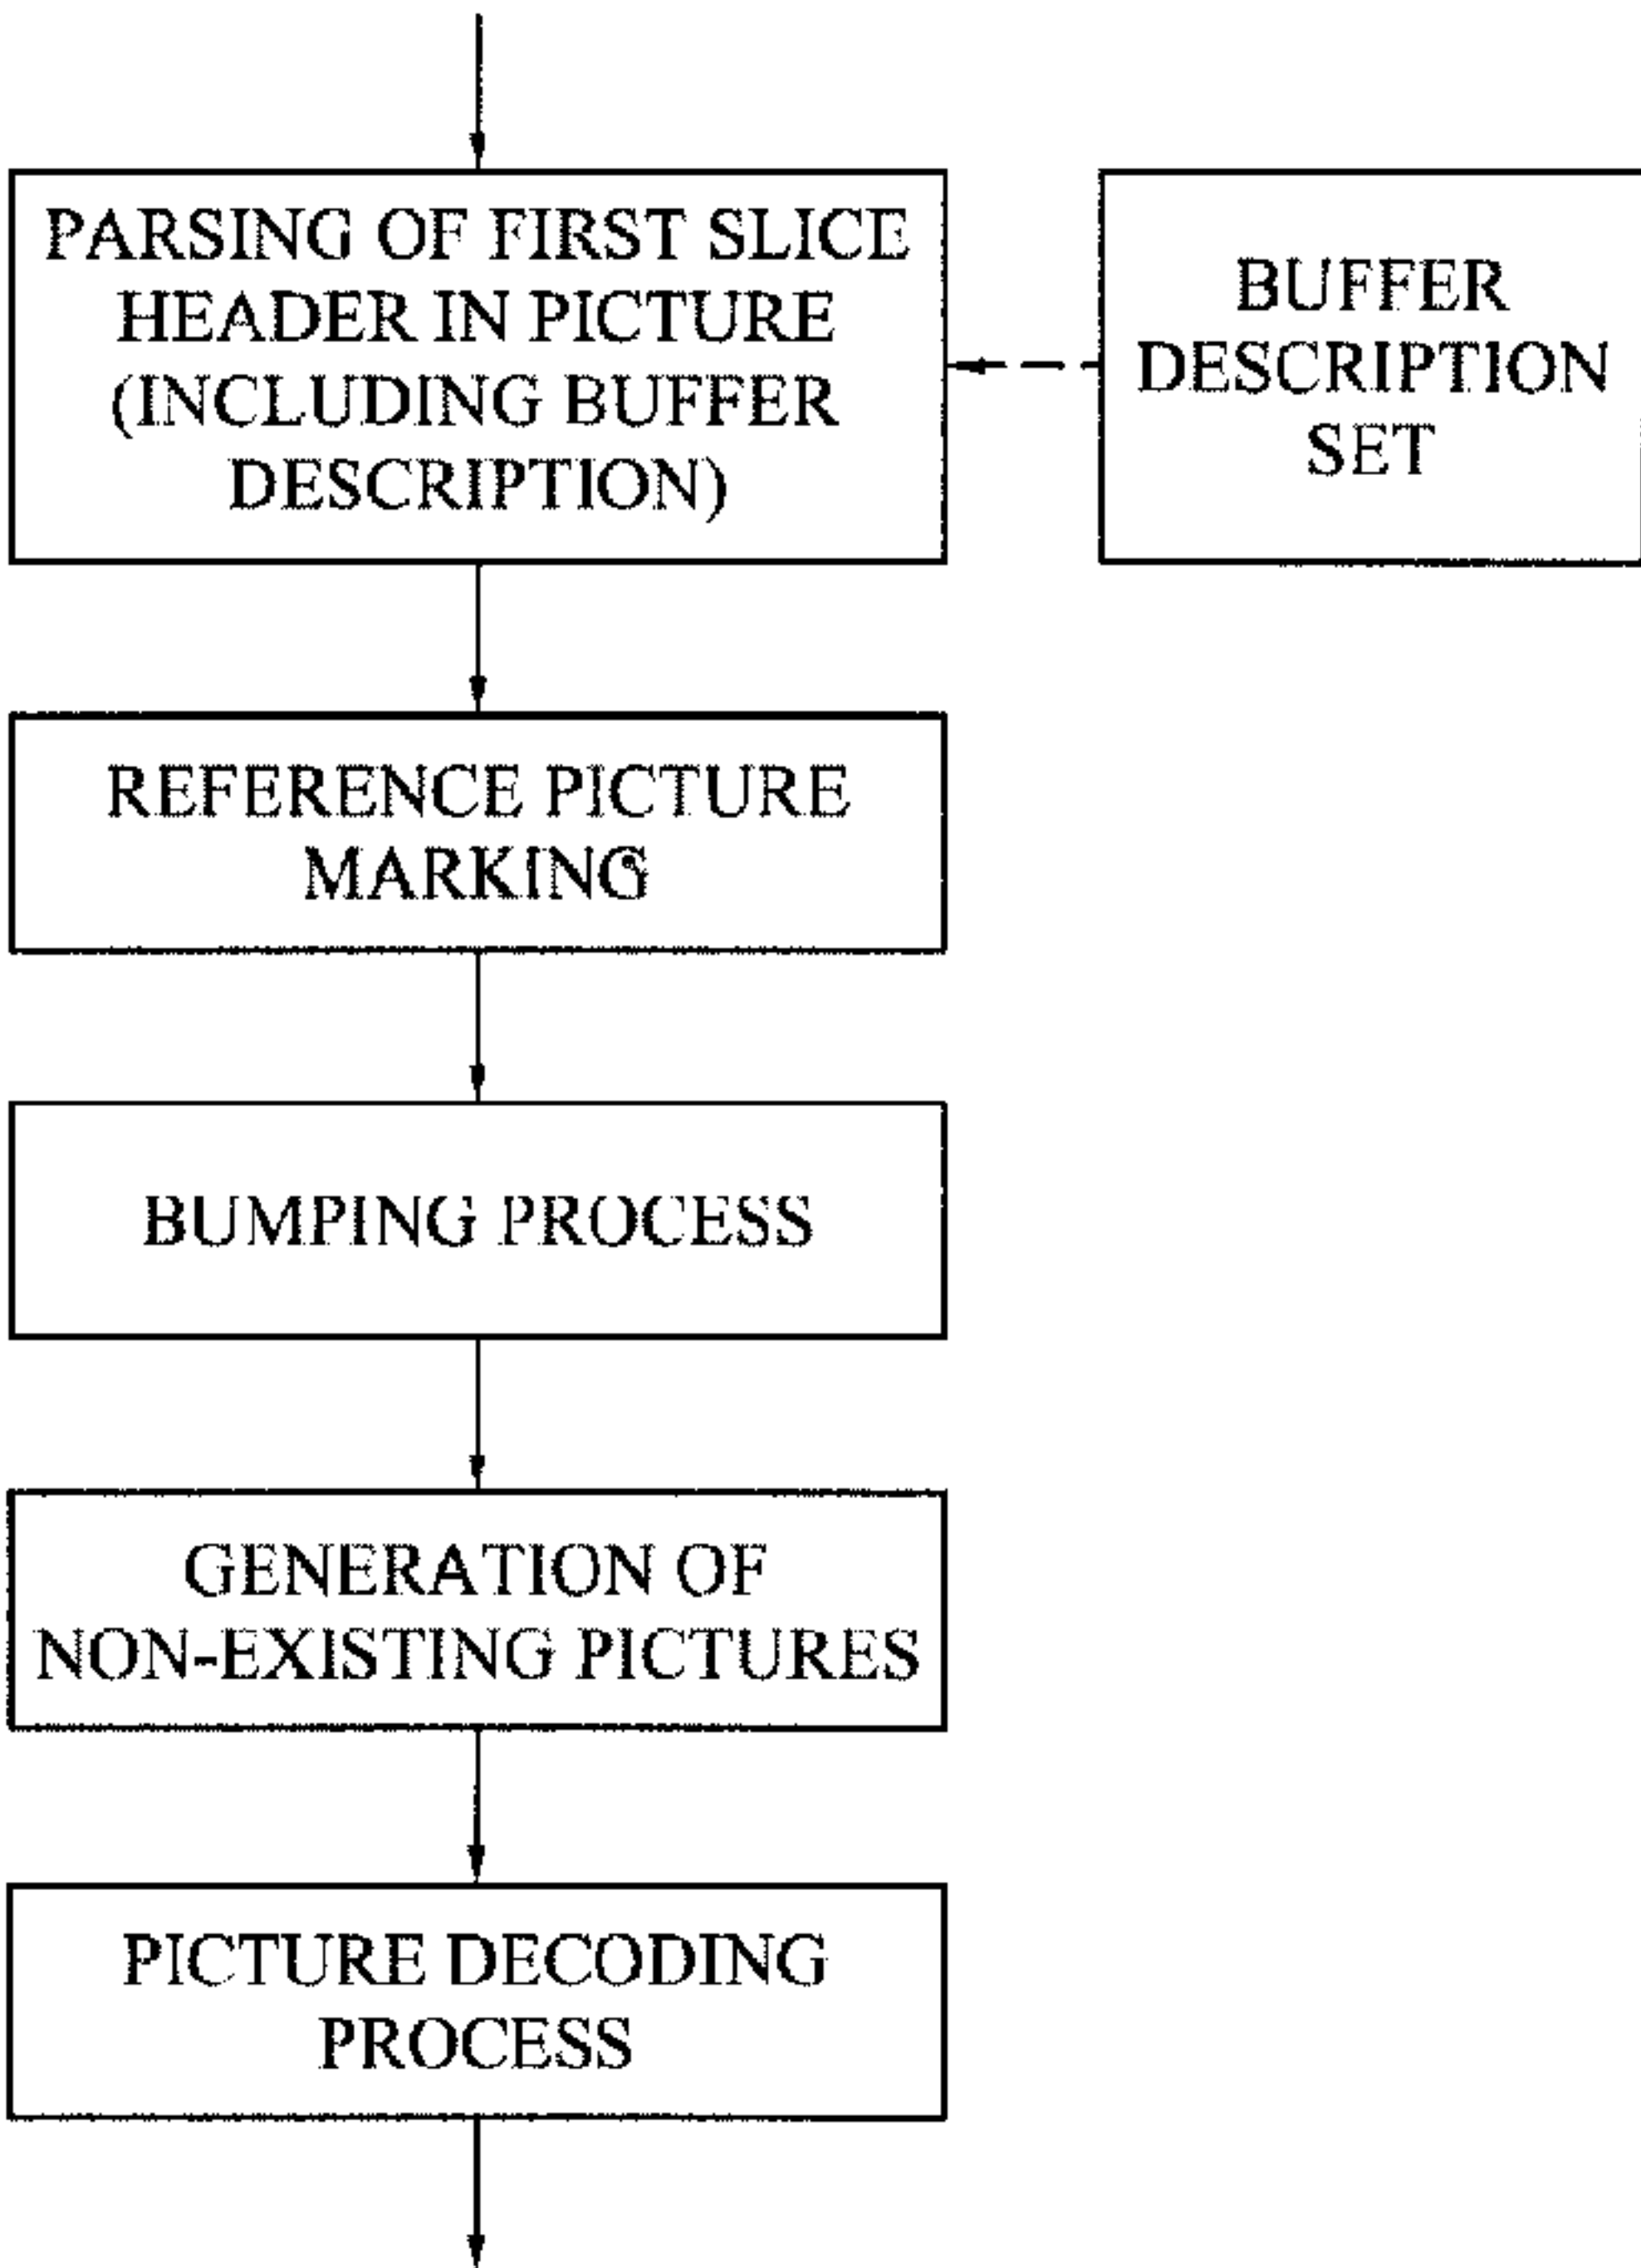 PARSING OF FIRST SLICE
HEADER IN PICTURE
(INCLUDING BUFFER
DESCRIPTION)
BUFFER
DESCRIPTION
SET
REFERENCE PICTURE
MARKING
BUMPING PROCESS
GENERATION OF
NON-EXISTING PICTURES
PICTURE DECODING
PROCESS